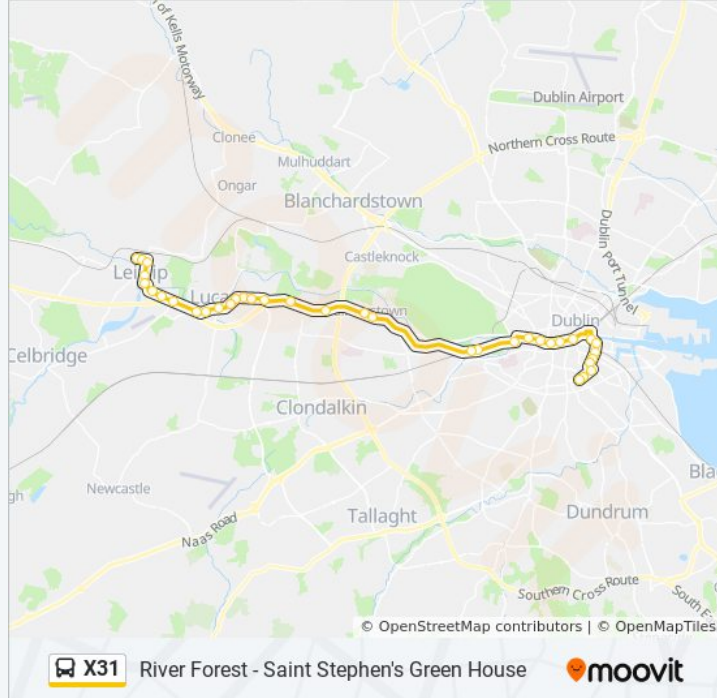 of Kells Motorway
Dublin Airport
Clonee
Northern Cross Route
Mulhuddart
Ongar
Blanchardstown
Dublin Port Tunnel
Castleknock
Dublin
Celbridge
Clondalkin
Newcastle
Tallaght
Dundrum
Naas Road
Southern Cross Route
© OpenStreetMap contributors | © OpenMapTiles
X31 River Forest - Saint Stephen's Green House moovit